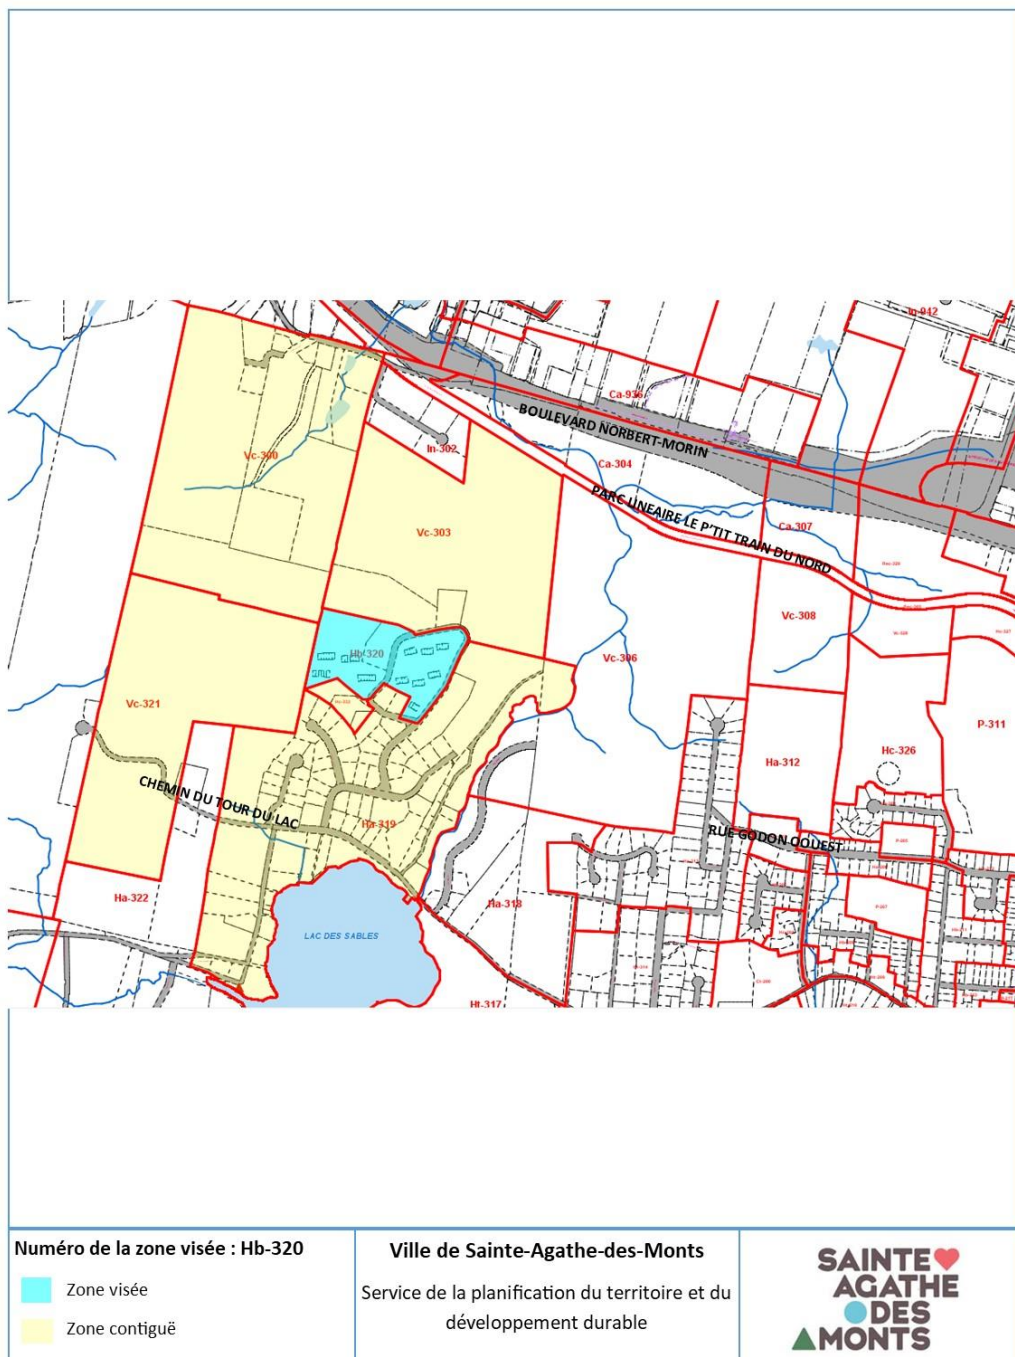 In-942
Ca-936
BOULEVARD NORBERT-MORIN
In-302
Vc-300
Ca-304
PARC LINEAIRE LE P'TIT TRAIN DU NORD
Ca-307
Vc-303
Vc-308
Hb-320
Vc-306
Vc-321
P-311
Hc-326
Ha-312
CHEMIN DU TOUR DU LAC
Ha-319
RUE GODON OOUEST
Ha-322
Ha-318
LAC DES SABLES
Ht-317
Numéro de la zone visée : Hb-320
Zone visée
Zone contiguë
Ville de Sainte-Agathe-des-Monts
Service de la planification du territoire et du
développement durable
SAINTE
AGATHE
DES
MONTS